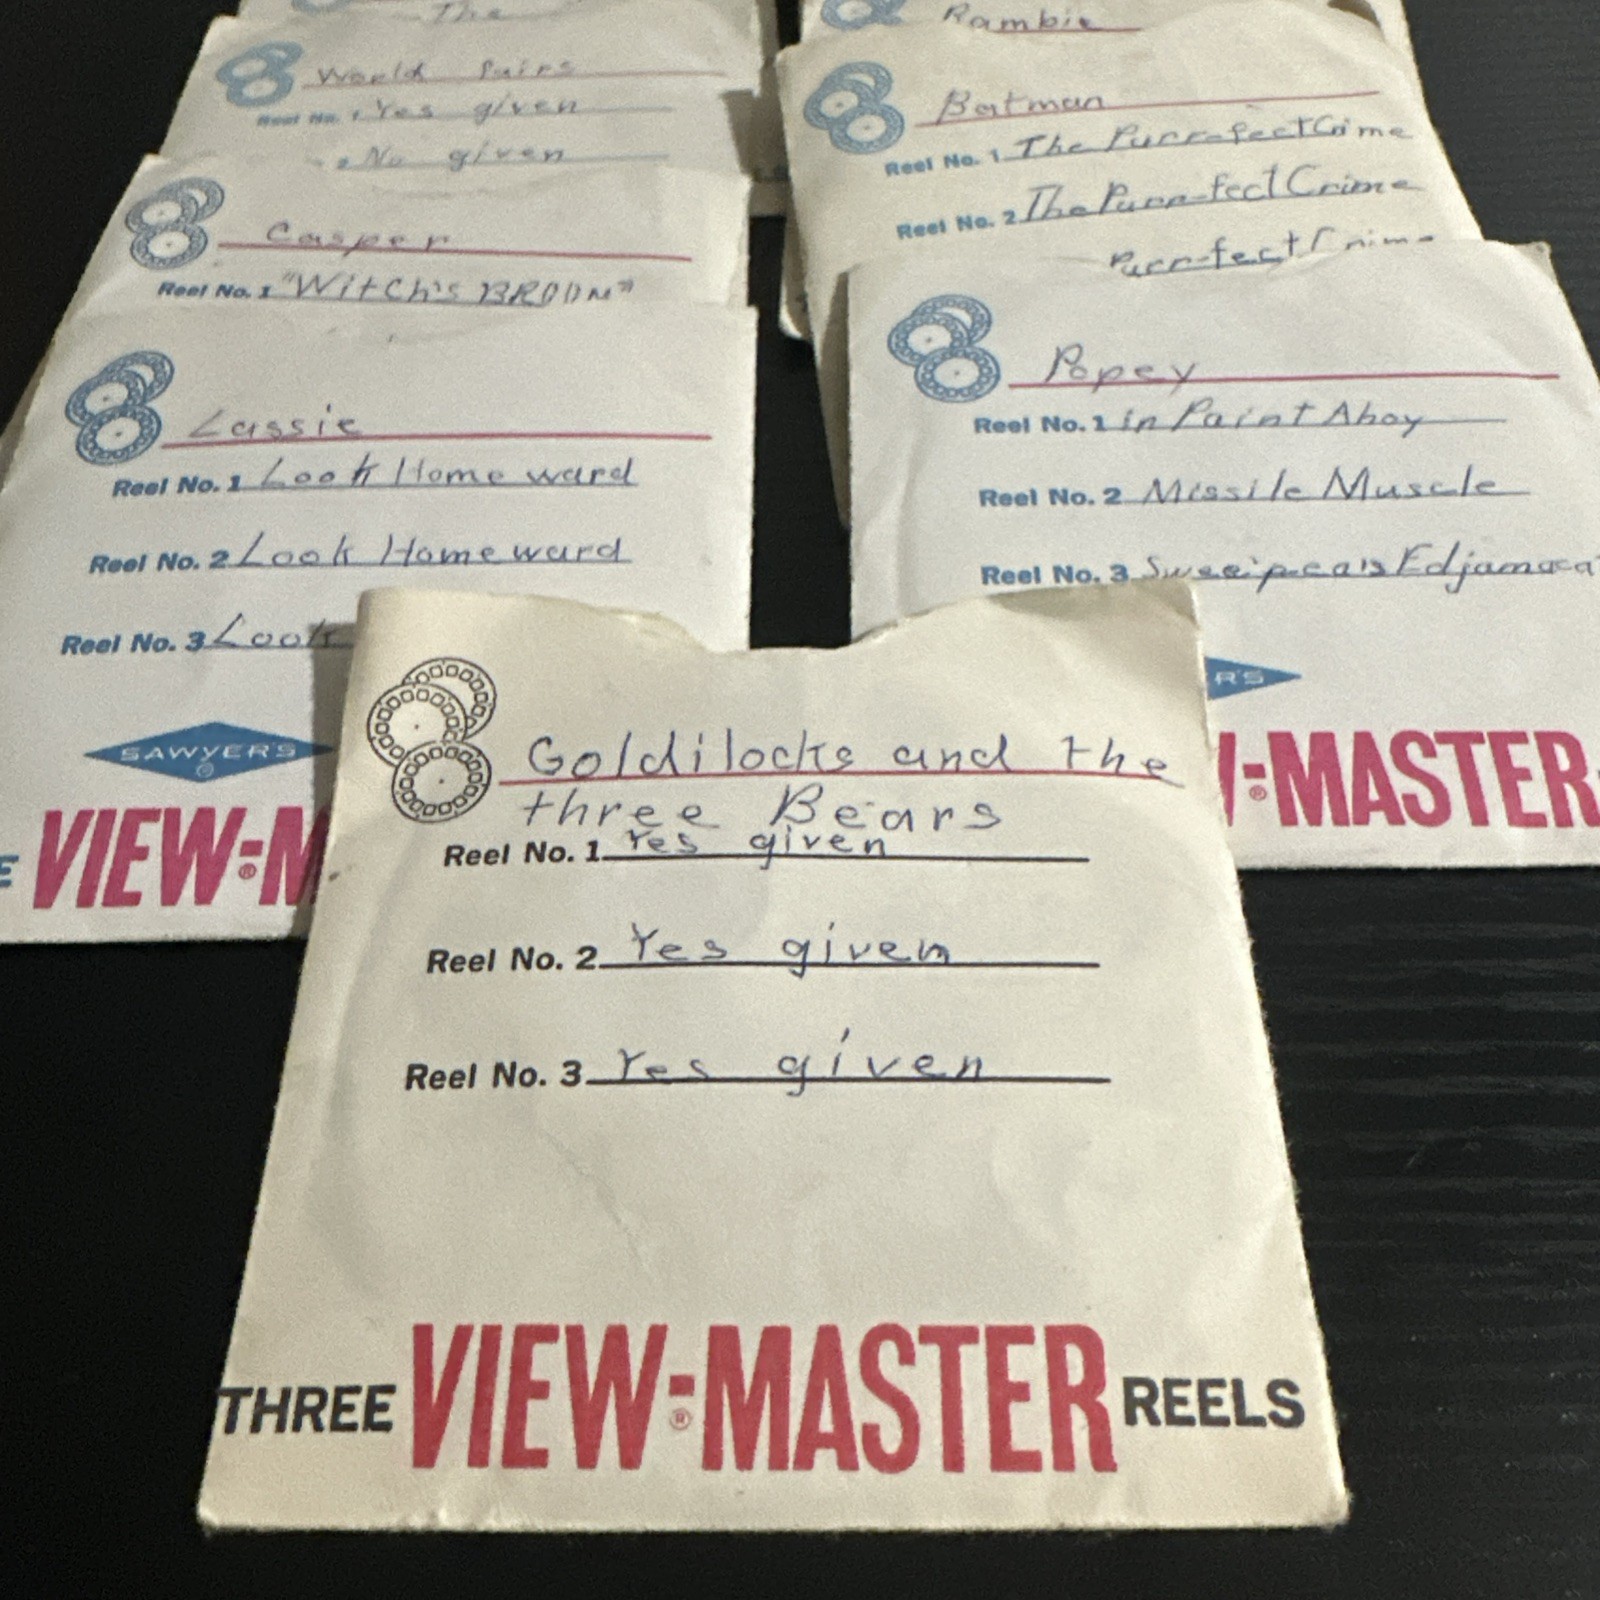 The
World fairs
Reel No. 1 Yes given
2 No given
Casper
Reel No. 1 "Witch's BROOM"
Lassie
Reel No. 1 Look Home ward
Reel No. 2 Look Home ward
Reel No. 3 Look
SAWYER'S
VIEW-M
Batman
Reel No. 1 The Purr-fect Crime
Reel No. 2 The Purr-fect Crime
Purr-fect Crime
Popey
Reel No. 1 in Paint Ahoy
Reel No. 2 Missile Muscle
Reel No. 3
R'S
-MASTER
Goldilocks and the
three Bears
Reel No. 1 Yes given
Reel No. 2 Yes given
Reel No. 3 Yes given
THREE VIEW-MASTER® REELS